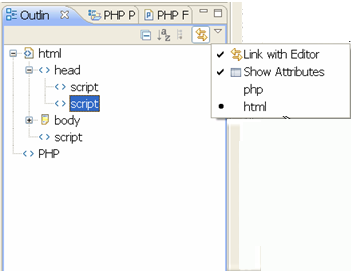 Outlin PHP P PHP F
html
head
script
script
body
script
PHP
Link with Editor
Show Attributes
php
html